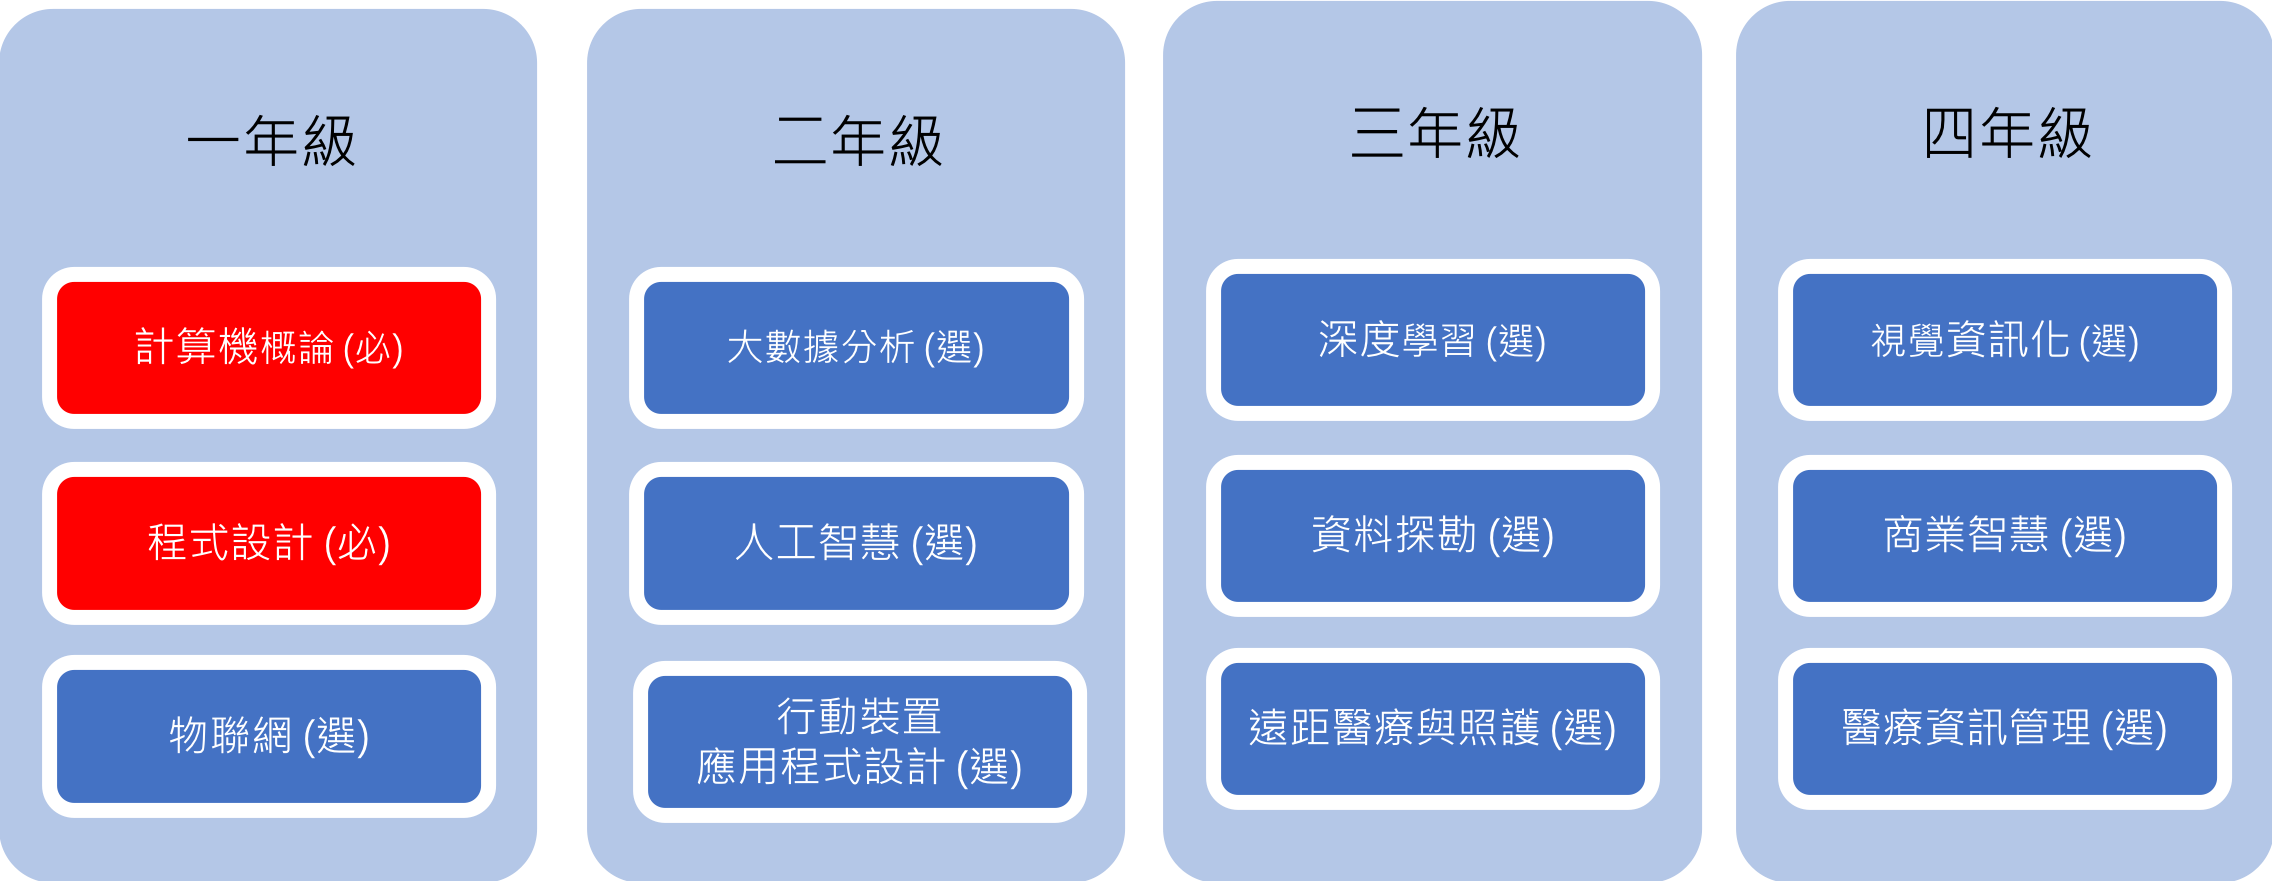 一年級
計算機概論 (必)
程式設計 (必)
物聯網 (選)
二年級
大數據分析 (選)
人工智慧 (選)
行動裝置
應用程式設計 (選)
三年級
深度學習 (選)
資料探勘 (選)
遠距醫療與照護 (選)
四年級
視覺資訊化 (選)
商業智慧 (選)
醫療資訊管理 (選)